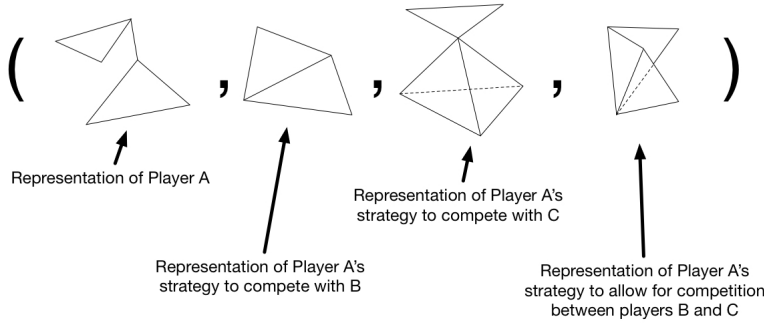 ( , , , )
Representation of Player A
Representation of Player A's
strategy to compete with C
Representation of Player A's
strategy to compete with B
Representation of Player A's
strategy to allow for competition
between players B and C